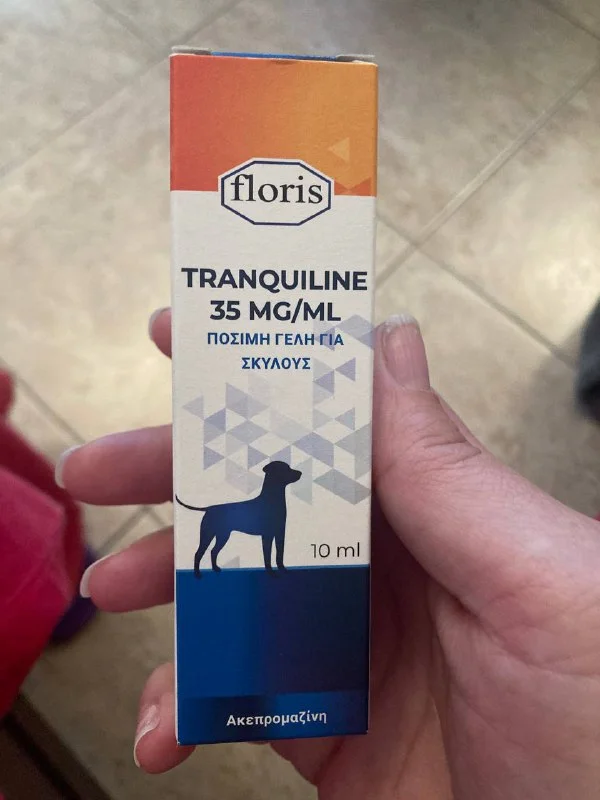 floris
TRANQUILINE
35 MG/ML
ΠΟΣΙΜΗ ΓΕΛΗ ΓΙΑ
ΣΚΥΛΟΥΣ
10 ml
Ακεπρομαζίνη